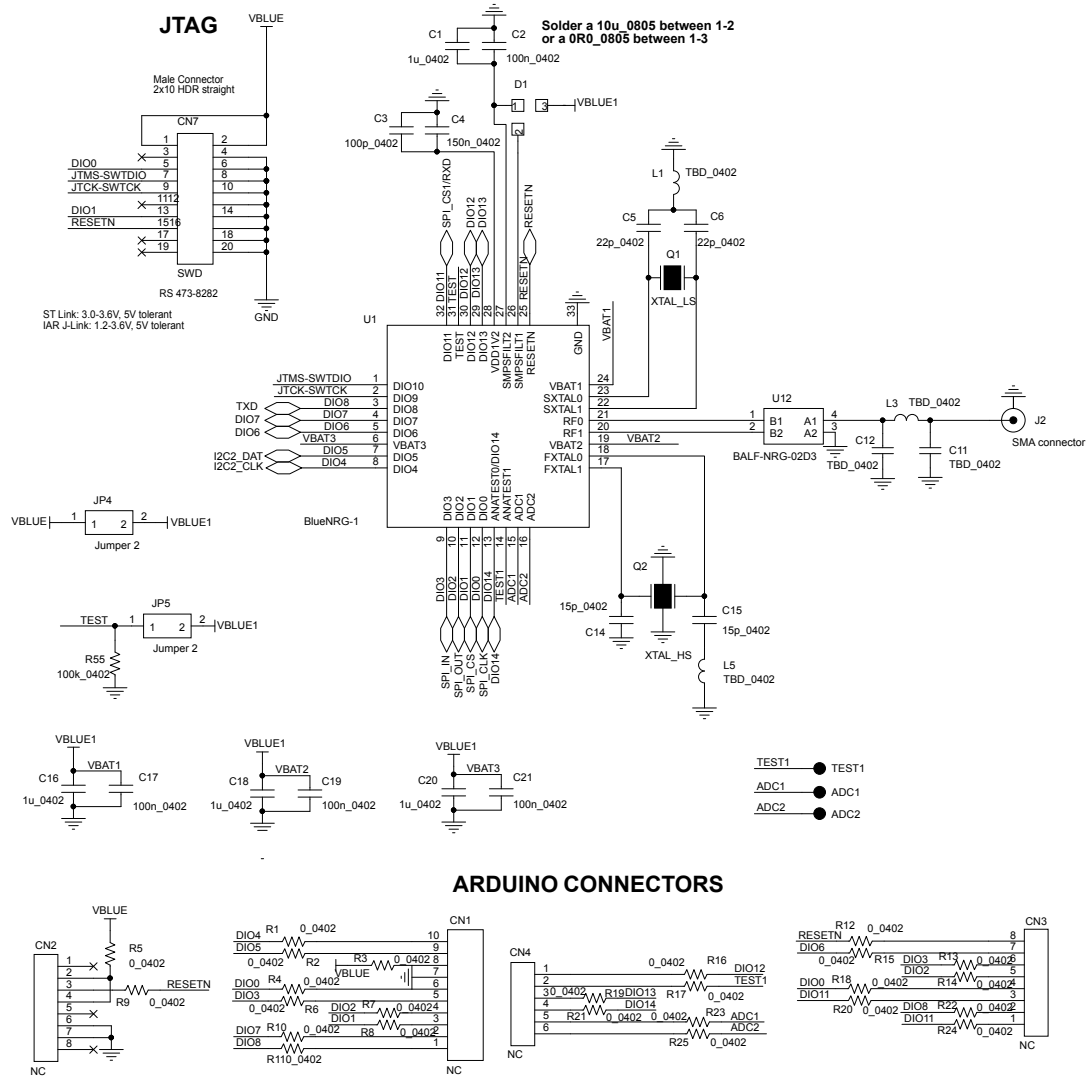 JTAG
VBLUE
Male Connector
2x10 HDR straight
CN7
1
2
3
4
DIO0
5
6
JTMS-SWTDIO
7
8
JTCK-SWTCK
9
10
1112
DIO1
13
14
RESETN
1516
17
18
19
20
SWD
RS 473-8282
GND
ST Link: 3.0-3.6V, 5V tolerant
IAR J-Link: 1.2-3.6V, 5V tolerant
C1
1u_0402
C2
100n_0402
Solder a 10u_0805 between 1-2
or a 0R0_0805 between 1-3
D1
1
3
VBLUE1
2
C3
100p_0402
C4
150n_0402
SPI_CS1/RXD
DIO12
DIO13
RESETN
32 DIO11
31 TEST
30 DIO12
29 DIO13
28
27
26
25 RESETN
33
VBAT1
L1
TBD_0402
C5
22p_0402
C6
22p_0402
Q1
XTAL_LS
U1
DIO11
TEST
DIO12
DIO13
VDD1V2
SMPSFILT2
SMPSFILT1
RESETN
GND
JTMS-SWTDIO
1
DIO10
JTCK-SWTCK
2
DIO9
TXD
DIO8
3
DIO8
DIO7
DIO7
4
DIO7
DIO6
DIO6
5
DIO6
VBAT3
6
VBAT3
I2C2_DAT
DIO5
7
DIO5
I2C2_CLK
DIO4
8
DIO4
VBAT1
24
SXTAL0
23
SXTAL1
22
RF0
21
RF1
20
VBAT2
19
VBAT2
FXTAL0
18
FXTAL1
17
DIO3
DIO2
DIO1
DIO0
ANATEST0/DIO14
ANATEST1
ADC1
ADC2
BlueNRG-1
9
10
11
12
13
14
15
16
DIO3
DIO2
DIO1
DIO0
DIO14
TEST1
ADC1
ADC2
SPI_IN
SPI_OUT
SPI_CS
SPI_CLK
DIO14
U12
1
B1
A1
4
2
B2
A2
3
BALF-NRG-02D3
L3
TBD_0402
C12
TBD_0402
C11
TBD_0402
J2
SMA connector
Q2
XTAL_HS
15p_0402
C14
C15
15p_0402
L5
TBD_0402
JP4
VBLUE
1
1 2
2
VBLUE1
Jumper 2
JP5
TEST
1
1 2
2
VBLUE1
Jumper 2
R55
100k_0402
VBLUE1
VBAT1
C16
1u_0402
C17
100n_0402
VBLUE1
VBAT2
C18
1u_0402
C19
100n_0402
VBLUE1
VBAT3
C20
1u_0402
C21
100n_0402
TEST1
TEST1
ADC1
ADC1
ADC2
ADC2
-
ARDUINO CONNECTORS
VBLUE
CN2
1
2
3
4
5
6
7
8
NC
R5
0_0402
R9
0_0402
RESETN
CN1
DIO4
R1
0_0402
10
DIO5
0_0402
R2
9
R3
0_0402
8
VBLUE
7
DIO0
R4
0_0402
6
DIO3
0_0402
R6
5
DIO2
R7
0_0402
4
DIO1
R8
0_0402
3
DIO7
R10
0_0402
2
DIO8
R11
0_0402
1
NC
CN4
1
0_0402
R16
DIO12
2
R17
0_0402
TEST1
3
0_0402
R19
DIO13
4
R21
0_0402
DIO14
5
0_0402
R23
ADC1
6
R25
0_0402
ADC2
NC
CN3
RESETN
R12
0_0402
8
DIO6
0_0402
R15
7
DIO3
R13
0_0402
6
DIO2
R14
0_0402
5
DIO0
R18
0_0402
4
DIO11
R20
0_0402
3
DIO8
R22
0_0402
2
DIO11
R24
0_0402
1
NC